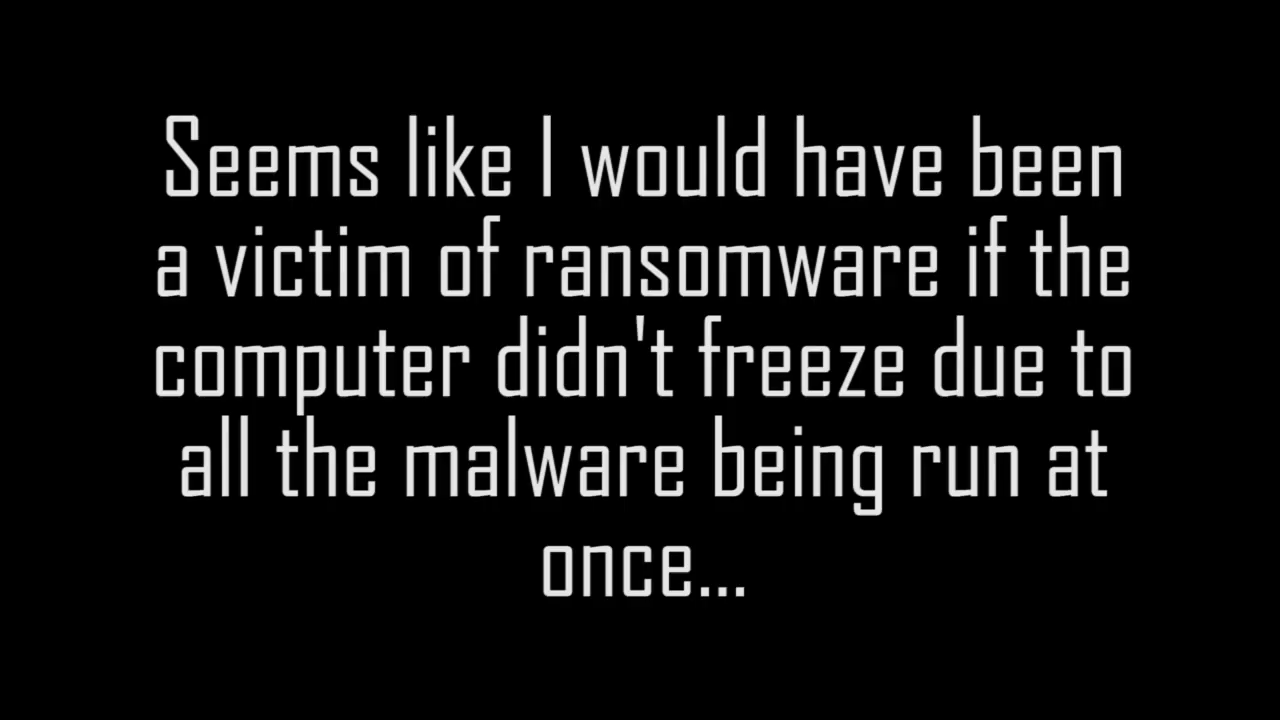 Seems like I would have been
a victim of ransomware if the
computer didn't freeze due to
all the malware being run at
once...